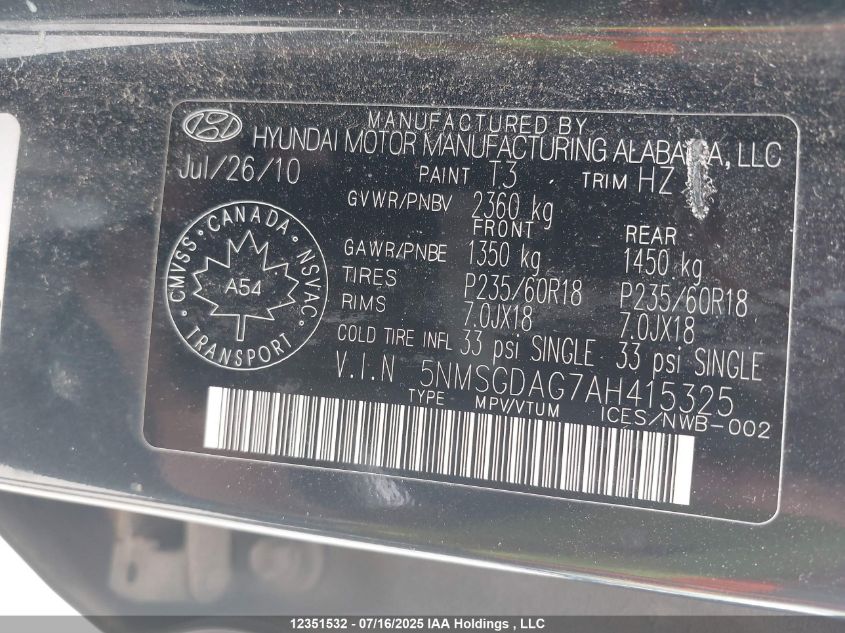 MANUFACTURED BY
HYUNDAI MOTOR MANUFACTURING ALABAMA, LLC
Jul/26/10 PAINT T3 TRIM HZ
GVWR/PNBV 2360 kg
FRONT REAR
GAWR/PNBE 1350 kg 1450 kg
TIRES P235/60R18 P235/60R18
RIMS 7.0JX18 7.0JX18
COLD TIRE INFL 33 psi SINGLE 33 psi SINGLE
CMVSS • CANADA • NSVAC • TRANSPORT •
A54
V.I.N 5NMSGDAG7AH415325
TYPE MPV/VTUM ICES/NWB-002
12351532 - 07/16/2025 IAA Holdings , LLC